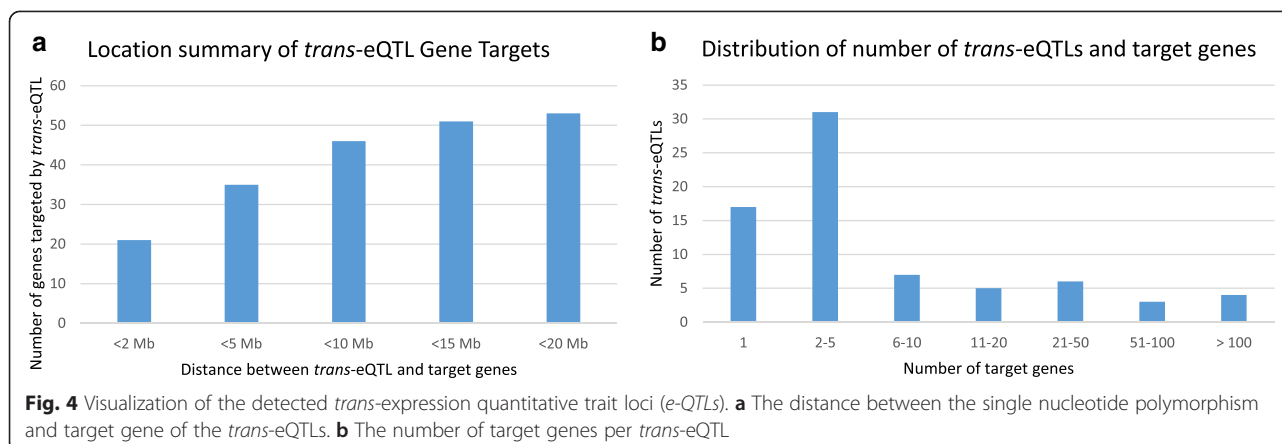 a Location summary of trans-eQTL Gene Targets
Number of genes targeted by trans-eQTL
60
50
40
30
20
10
0
<2 Mb <5 Mb <10 Mb <15 Mb <20 Mb
Distance between trans-eQTL and target genes
b Distribution of number of trans-eQTLs and target genes
Number of trans-eQTLs
35
30
25
20
15
10
5
0
1 2-5 6-10 11-20 21-50 51-100 > 100
Number of target genes
Fig. 4 Visualization of the detected trans-expression quantitative trait loci (e-QTLs). a The distance between the single nucleotide polymorphism
and target gene of the trans-eQTLs. b The number of target genes per trans-eQTL